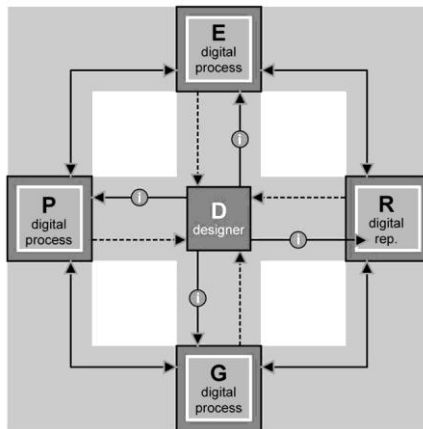 E
digital
process
i
P
digital
process
i
D
designer
i
R
digital
rep.
i
G
digital
process